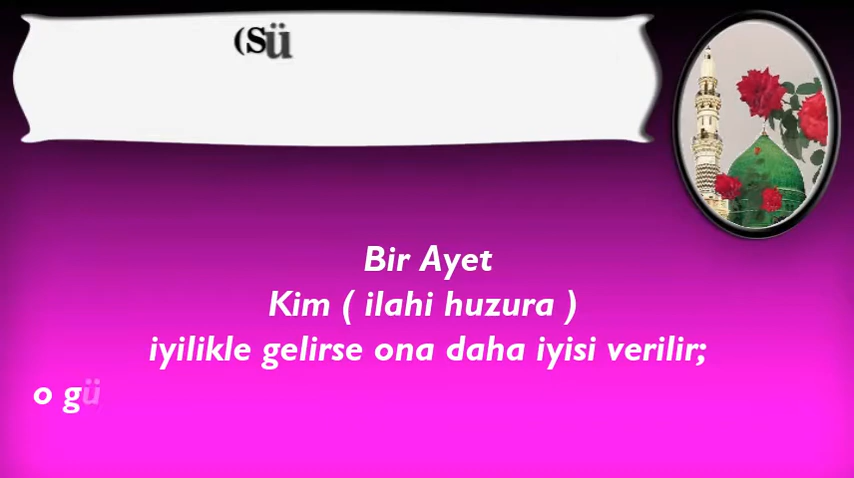 (Sü
Bir Ayet
Kim ( ilahi huzura )
iyilikle gelirse ona daha iyisi verilir;
o gü